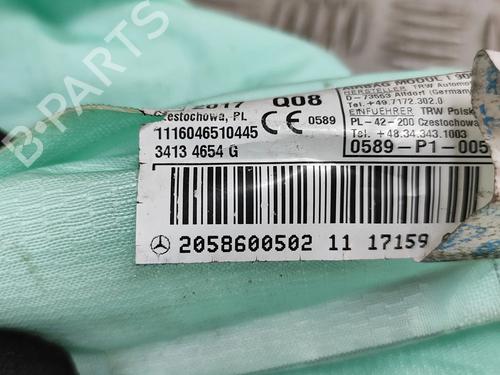 2017 Q08
Czestochowa, PL
1116046510445
3413 4654 G
CE 0589
AIRBAG MODUL
HERSTELLER TRW Automotive
D-73553 Alfdorf (Germany)
Tel.+49.7172.302.0
EINFUEHRER TRW Polska
PL-42-200 Czestochowa,
Tel.+48.34.343.1003
0589-P1-005
2058600502 11 17159
B-PARTS